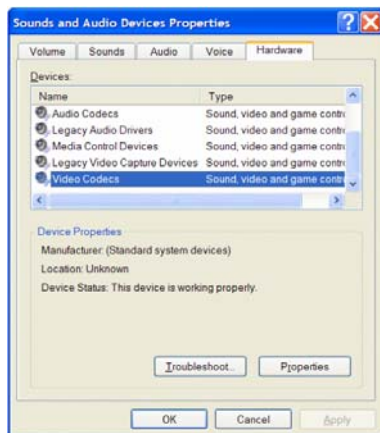 Sounds and Audio Devices Properties
Volume Sounds Audio Voice Hardware
Devices:
Name Type
Audio Codecs Sound, video and game contr
Legacy Audio Drivers Sound, video and game contr
Media Control Devices Sound, video and game contr
Legacy Video Capture Devices Sound, video and game contr
Video Codecs Sound, video and game contr
Device Properties
Manufacturer: (Standard system devices)
Location: Unknown
Device Status: This device is working properly.
Troubleshoot... Properties
OK Cancel Apply